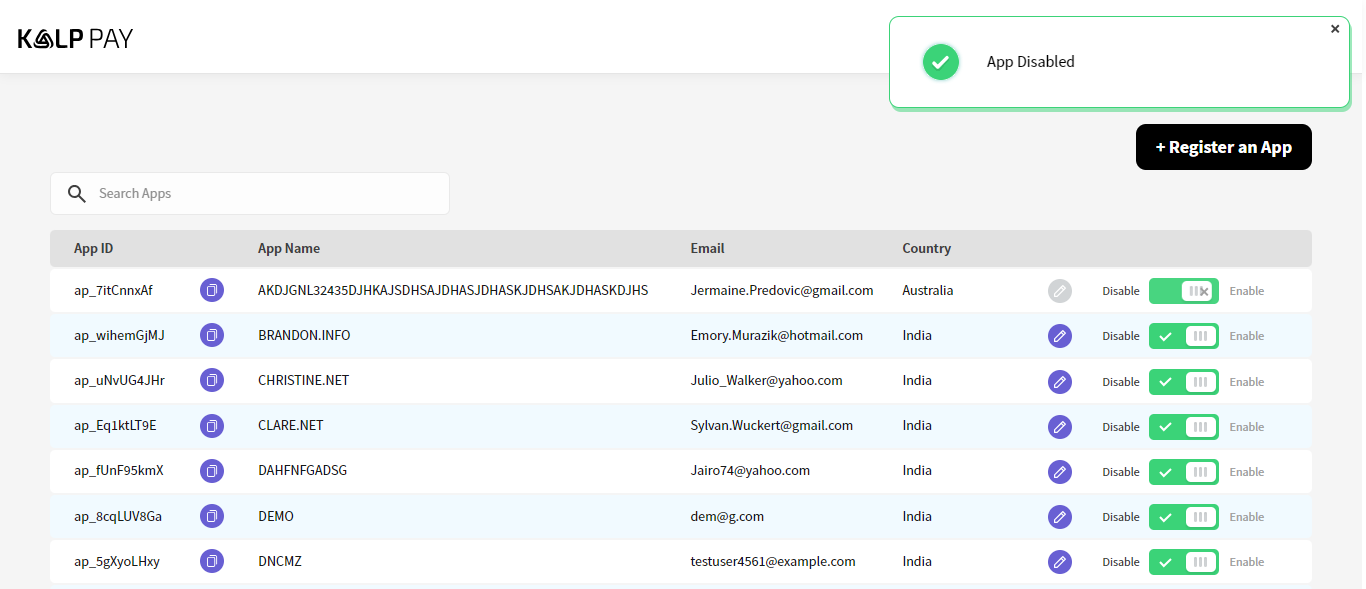 KALP PAY
App Disabled
+ Register an App
Search Apps
App ID App Name Email Country
ap_7itCnnxAf AKDJGNL32435DJHKAJSDHSAJDHASJDHASKJDHSAKJDHASKDJHS Jermaine.Predovic@gmail.com Australia Disable Enable
ap_wihemGjMJ BRANDON.INFO Emory.Murazik@hotmail.com India Disable Enable
ap_uNvUG4JHr CHRISTINE.NET Julio_Walker@yahoo.com India Disable Enable
ap_Eq1ktLT9E CLARE.NET Sylvan.Wuckert@gmail.com India Disable Enable
ap_fUnF95kmX DAHFNFGADSG Jairo74@yahoo.com India Disable Enable
ap_8cqLUV8Ga DEMO dem@g.com India Disable Enable
ap_5gXyoLHxy DNCMZ testuser4561@example.com India Disable Enable